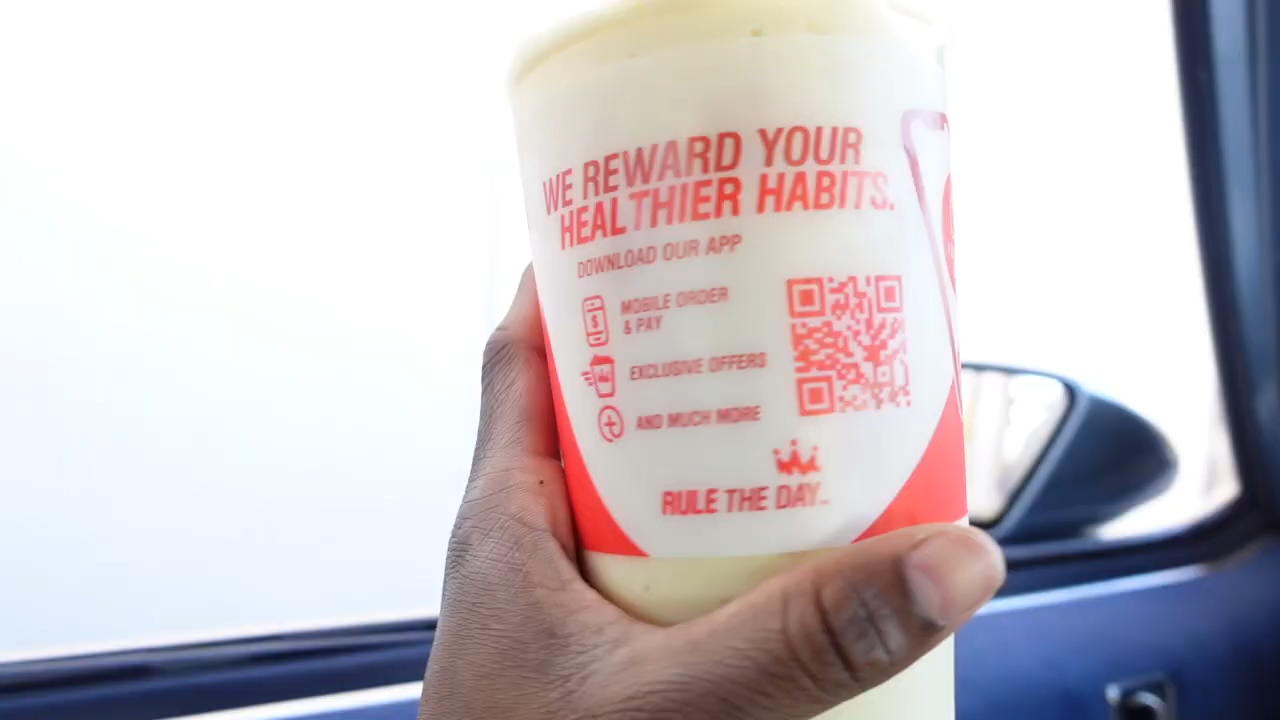 WE REWARD YOUR
HEALTHIER HABITS.
DOWNLOAD OUR APP
MOBILE ORDER
& PAY
EXCLUSIVE OFFERS
AND MUCH MORE
RULE THE DAY